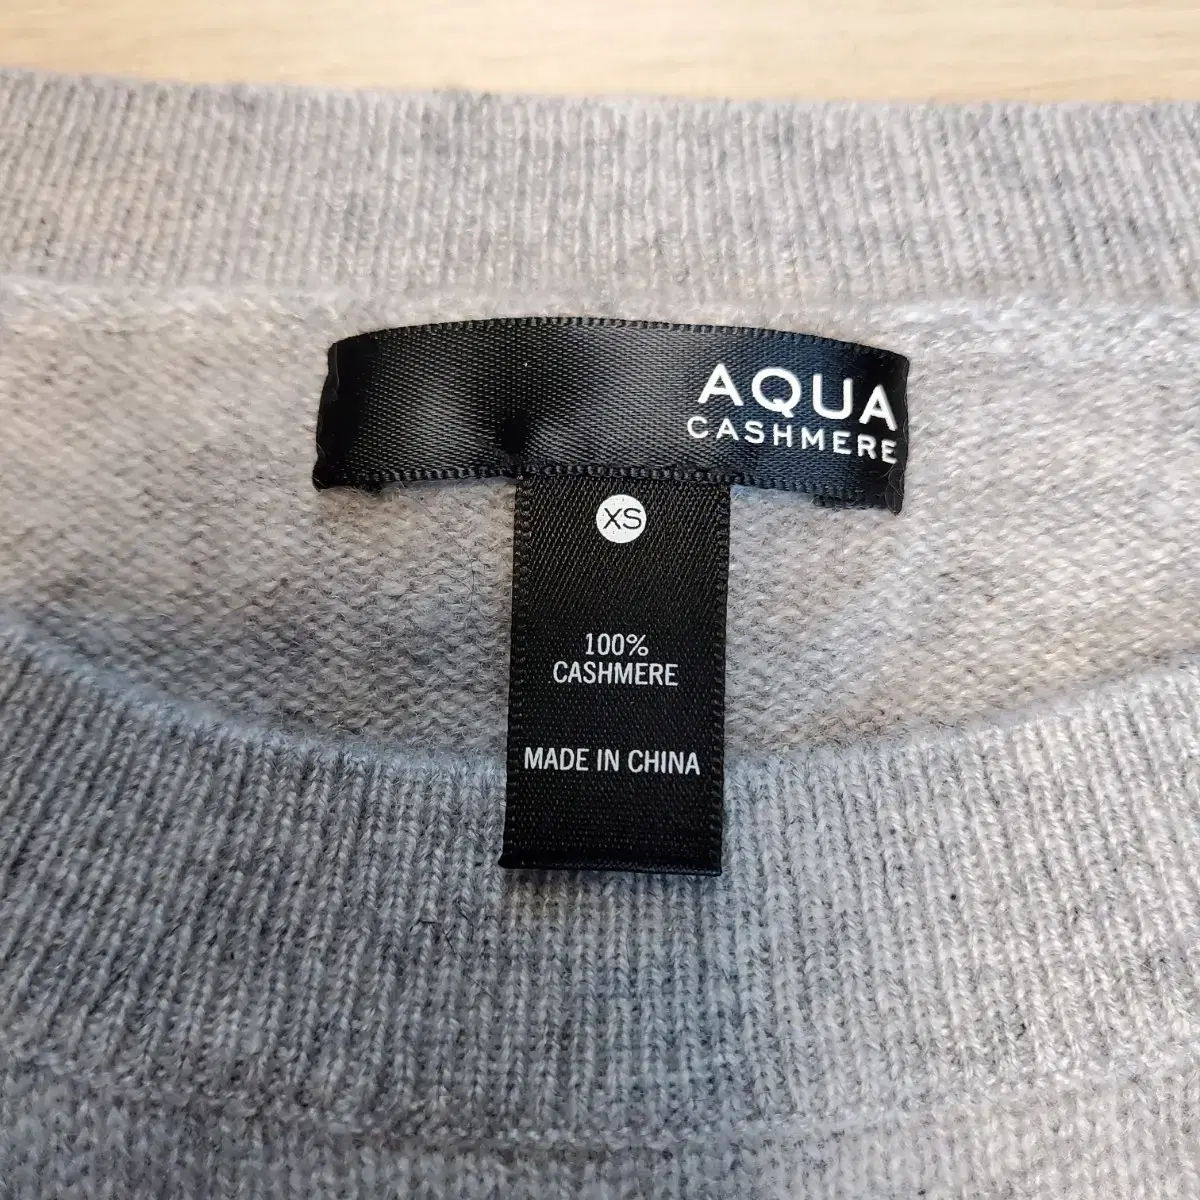 AQUA
CASHMERE
XS
100%
CASHMERE
MADE IN CHINA